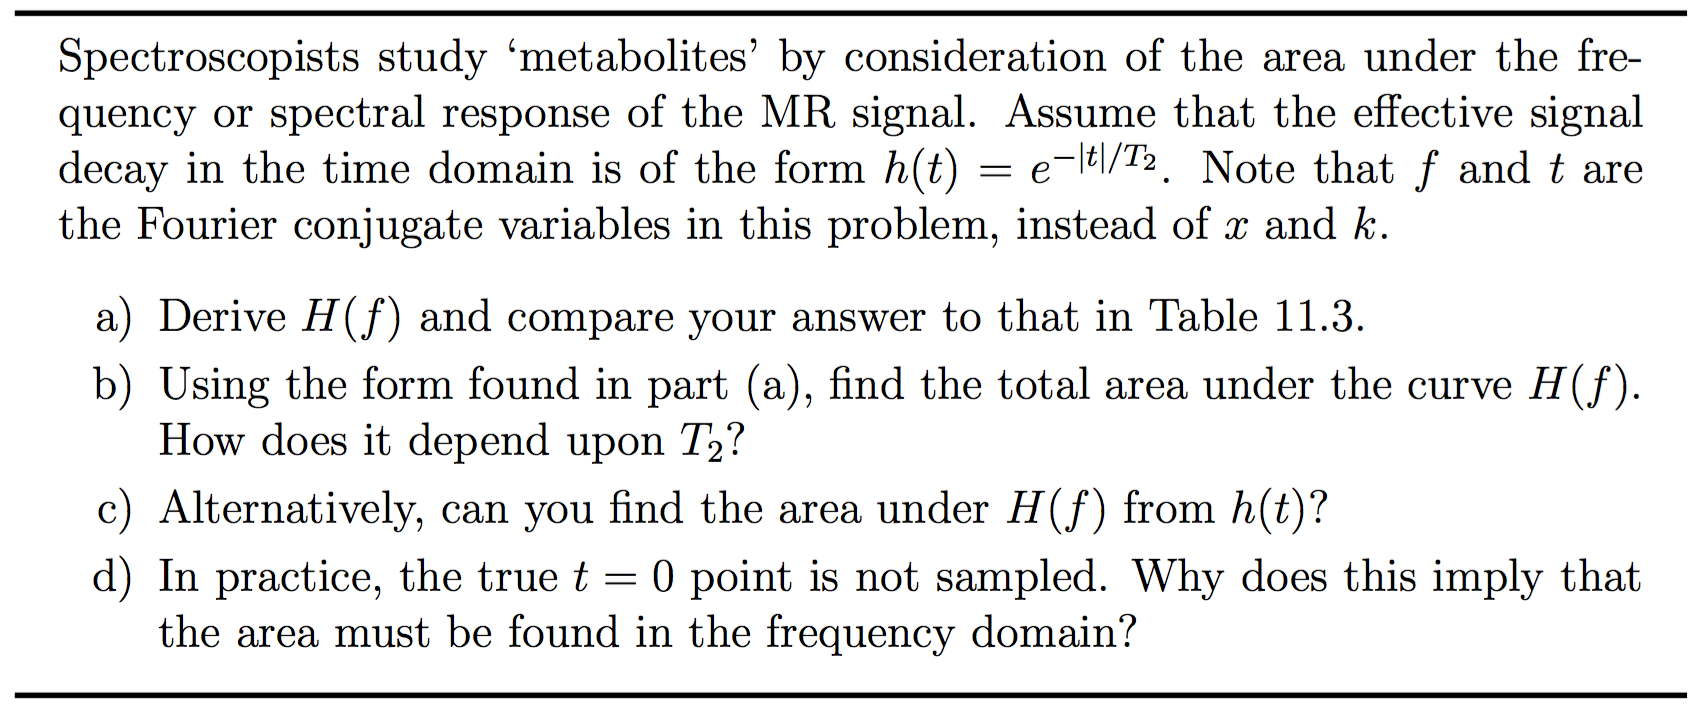 Spectroscopists study ‘metabolites’ by consideration of the area under the fre-
quency or spectral response of the MR signal. Assume that the effective signal
decay in the time domain is of the form h(t) = e^{−|t|/T₂}. Note that f and t are
the Fourier conjugate variables in this problem, instead of x and k.
a) Derive H(f) and compare your answer to that in Table 11.3.
b) Using the form found in part (a), find the total area under the curve H(f).
How does it depend upon T₂?
c) Alternatively, can you find the area under H(f) from h(t)?
d) In practice, the true t = 0 point is not sampled. Why does this imply that
the area must be found in the frequency domain?